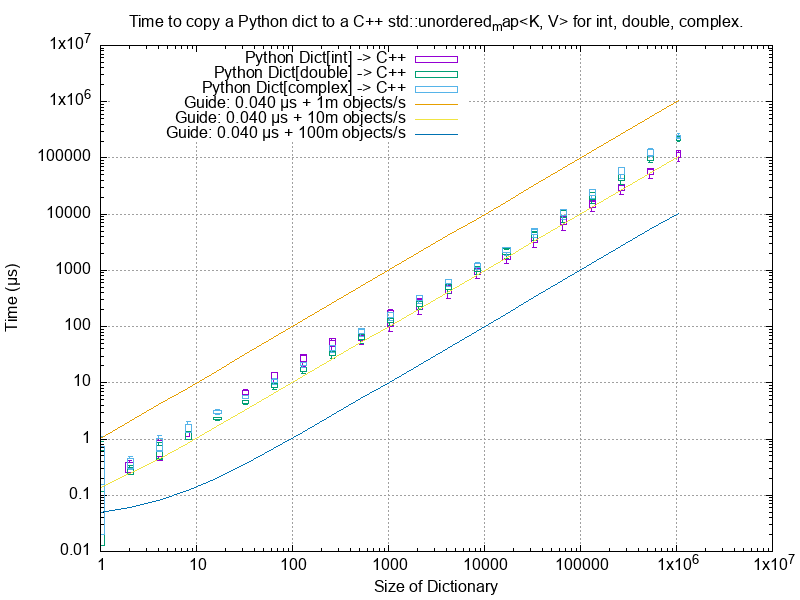 Time to copy a Python dict to a C++ std::unordered_map<K, V> for int, double, complex.
Python Dict[int] -> C++
Python Dict[double] -> C++
Python Dict[complex] -> C++
Guide: 0.040 µs + 1m objects/s
Guide: 0.040 µs + 10m objects/s
Guide: 0.040 µs + 100m objects/s
1x10^7
1x10^6
100000
10000
1000
100
10
1
0.1
0.01
Time (µs)
1 10 100 1000 10000 100000 1x10^6 1x10^7
Size of Dictionary